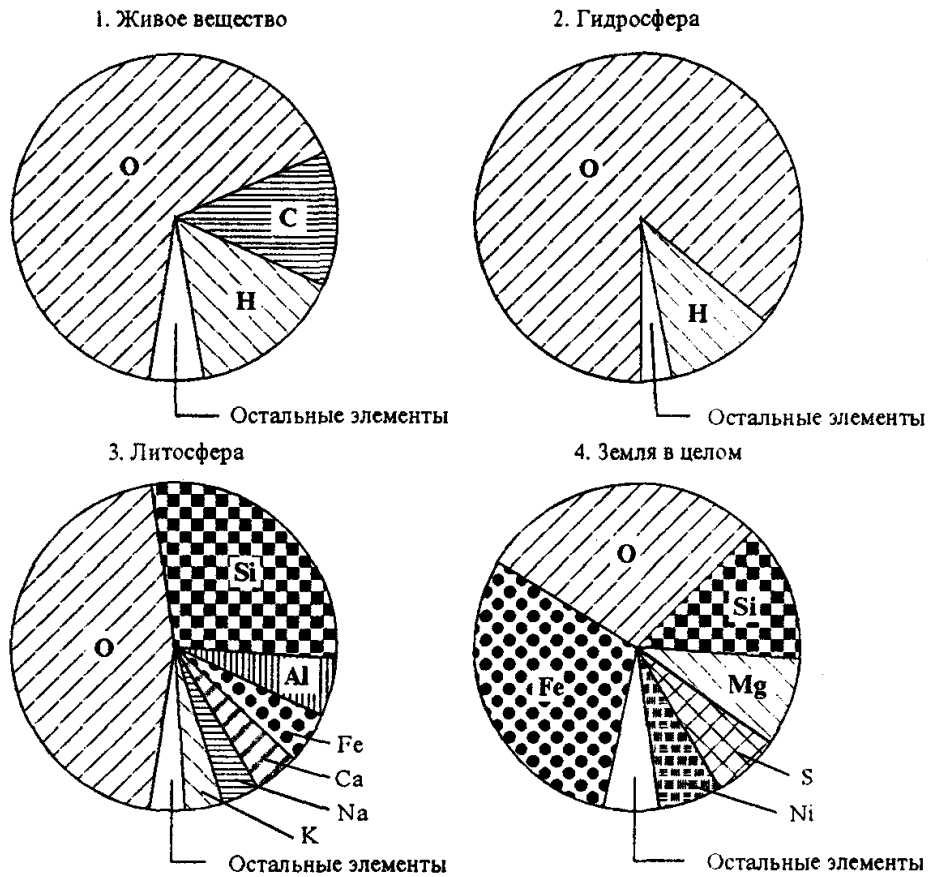 1. Живое вещество
O
C
H
Остальные элементы
2. Гидросфера
O
H
Остальные элементы
3. Литосфера
Si
O
Al
Fe
Ca
Na
K
Остальные элементы
4. Земля в целом
O
Si
Fe
Mg
S
Ni
Остальные элементы